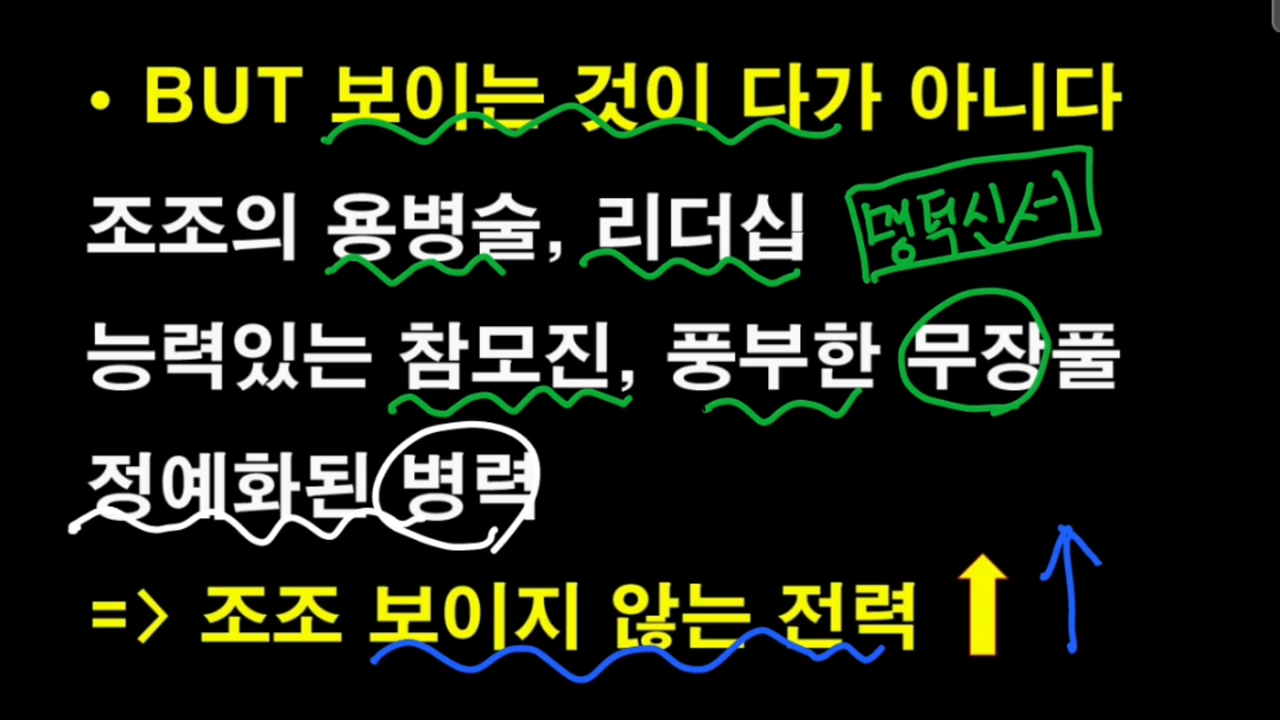 • BUT 보이는 것이 다가 아니다
조조의 용병술, 리더십 맹덕신서
능력있는 참모진, 풍부한 무장풀
정예화된 병력
=> 조조 보이지 않는 전력